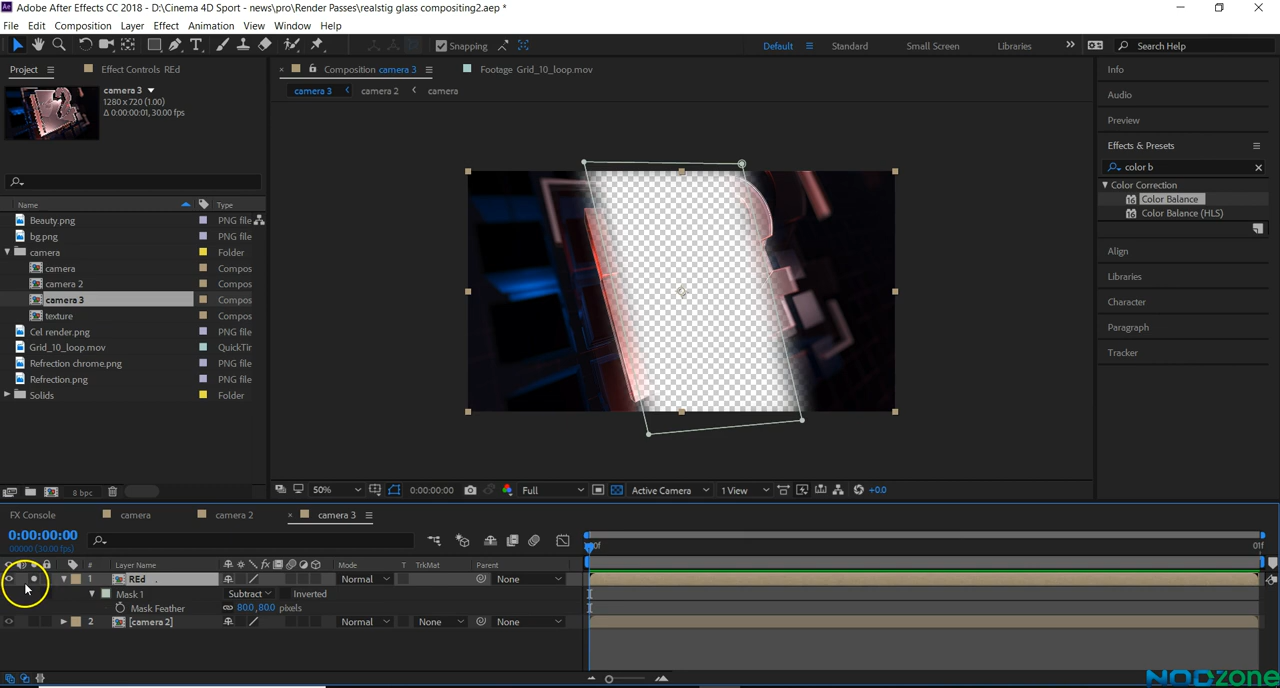 Adobe After Effects CC 2018 - D:\Cinema 4D Sport - news\pro\Render Passes\realstig glass compositing2.aep *
File Edit Composition Layer Effect Animation View Window Help
Snapping Default Standard Small Screen Libraries Search Help
Project Effect Controls REd Composition camera 3 Footage Grid_10_loop.mov Info
camera 3 camera 2 camera
camera 3
1280 x 720 (1.00)
Δ 0:00:00:01, 30.00 fps)
Audio
Preview
Effects & Presets
color b
Color Correction
Color Balance
Color Balance (HLS)
Align
Libraries
Character
Paragraph
Tracker
Name Type
Beauty.png PNG file
bg.png PNG file
camera Folder
camera Compos
camera 2 Compos
camera 3 Compos
texture Compos
Cel render.png PNG file
Grid_10_loop.mov QuickTir
Refrection chrome.png PNG file
Refrection.png PNG file
Solids Folder
8 bpc
50% 0:00:00:00 Full Active Camera 1 View +0.0
FX Console camera camera 2 camera 3
0:00:00:00
00000 (30.00 fps)
# Layer Name Mode T TrkMat Parent
:00f 01f
1 REd . Normal None
Mask 1 Subtract Inverted
Mask Feather 80.0,80.0 pixels
2 [camera 2] Normal None None
NODzone